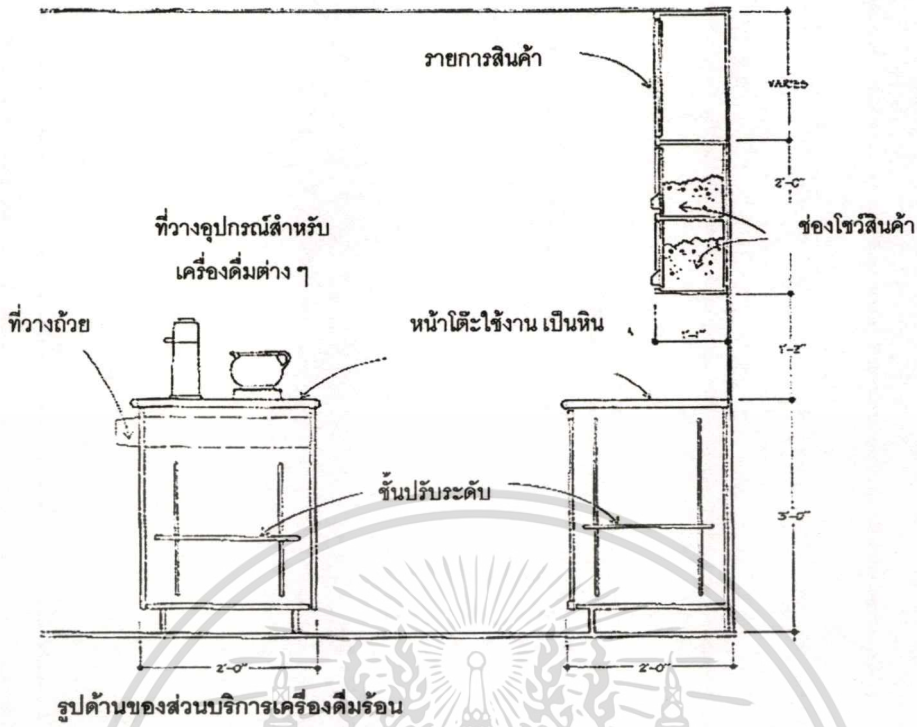 รายการสินค้า
VARIES
2'-0"
ช่องโชว์สินค้า
ที่วางอุปกรณ์สำหรับ
เครื่องดื่มต่าง ๆ
ที่วางถ้วย
หน้าโต๊ะใช้งาน เป็นหิน
1'-1"
1'-2"
ชั้นปรับระดับ
3'-0"
2'-0"
2'-0"
รูปด้านของส่วนบริการเครื่องดื่มร้อน